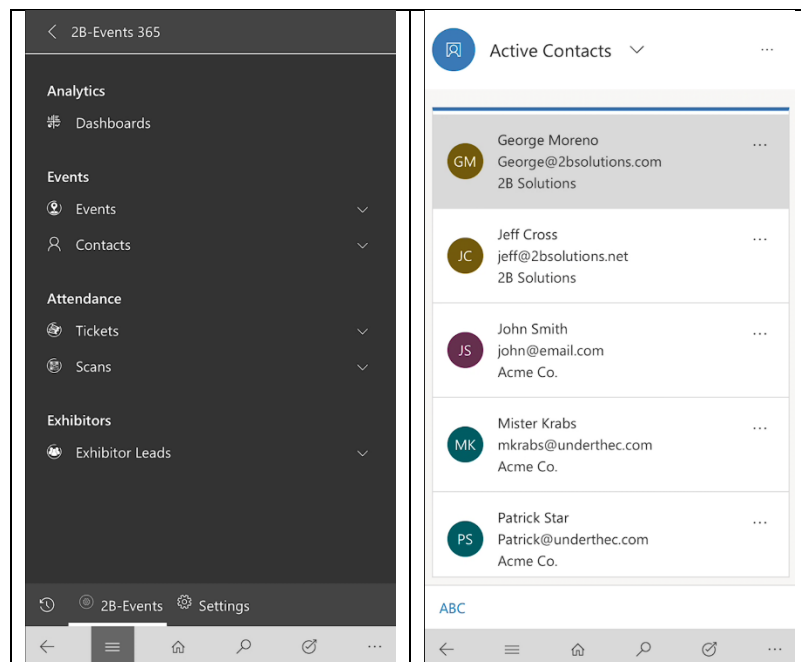 2B-Events 365
Analytics
Dashboards
Events
Events
Contacts
Attendance
Tickets
Scans
Exhibitors
Exhibitor Leads
2B-Events Settings
Active Contacts
...
GM
George Moreno
George@2bsolutions.com
2B Solutions
...
JC
Jeff Cross
jeff@2bsolutions.net
2B Solutions
...
JS
John Smith
john@email.com
Acme Co.
...
MK
Mister Krabs
mkrabs@underthec.com
Acme Co.
...
PS
Patrick Star
Patrick@underthec.com
Acme Co.
...
ABC